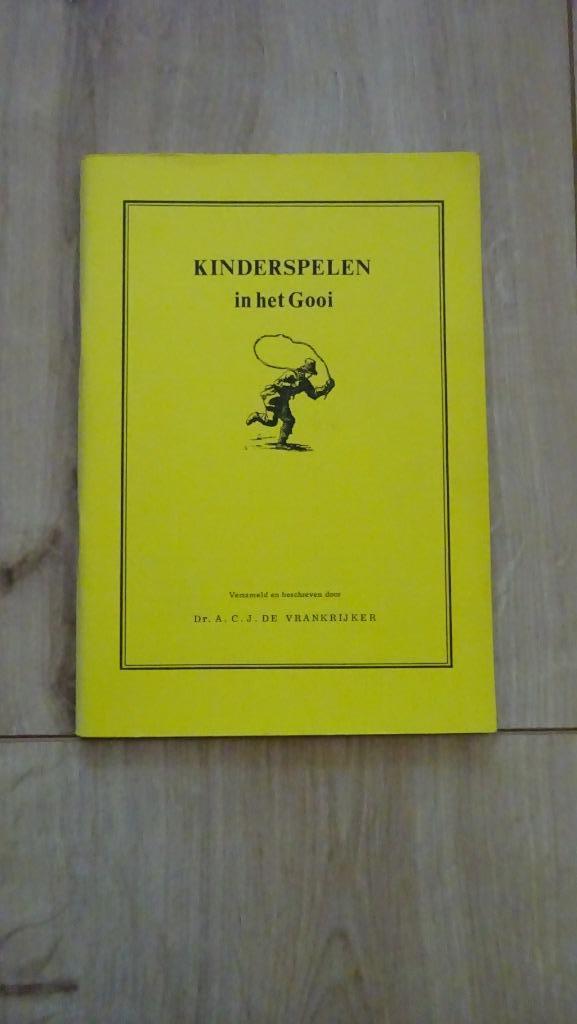 KINDERSPELEN
in het Gooi
Verzameld en beschreven door
Dr. A. C. J. DE VRANKRIJKER